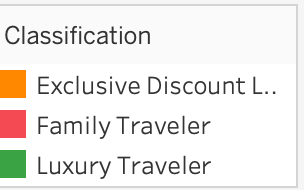 Classification
Exclusive Discount L..
Family Traveler
Luxury Traveler